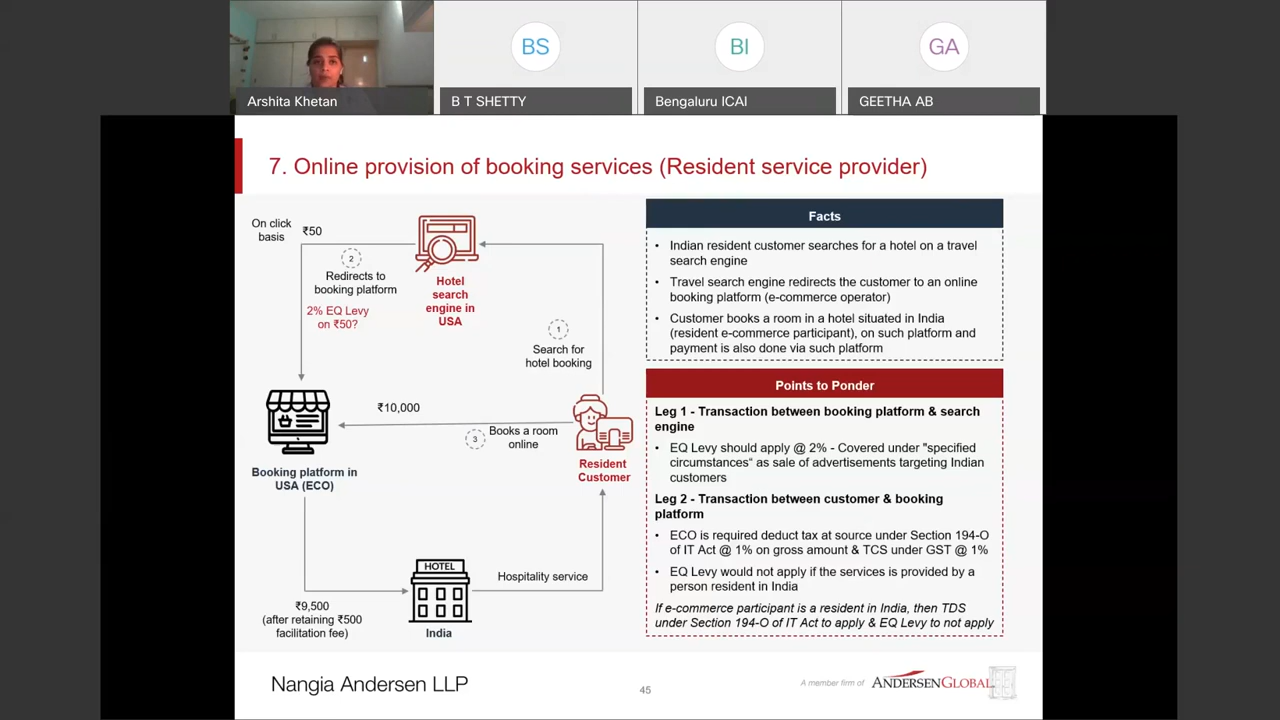 BS
BI
GA
Arshita Khetan
B T SHETTY
Bengaluru ICAI
GEETHA AB
7. Online provision of booking services (Resident service provider)
On click
basis
₹50
2
Redirects to
booking platform
2% EQ Levy
on ₹50?
Hotel
search
engine in
USA
1
Search for
hotel booking
₹10,000
3
Books a room
online
Booking platform in
USA (ECO)
Resident
Customer
HOTEL
Hospitality service
₹9,500
(after retaining ₹500
facilitation fee)
India
Facts
• Indian resident customer searches for a hotel on a travel
search engine
• Travel search engine redirects the customer to an online
booking platform (e-commerce operator)
• Customer books a room in a hotel situated in India
(resident e-commerce participant), on such platform and
payment is also done via such platform
Points to Ponder
Leg 1 - Transaction between booking platform & search
engine
• EQ Levy should apply @ 2% - Covered under "specified
circumstances“ as sale of advertisements targeting Indian
customers
Leg 2 - Transaction between customer & booking
platform
• ECO is required deduct tax at source under Section 194-O
of IT Act @ 1% on gross amount & TCS under GST @ 1%
• EQ Levy would not apply if the services is provided by a
person resident in India
If e-commerce participant is a resident in India, then TDS
under Section 194-O of IT Act to apply & EQ Levy to not apply
Nangia Andersen LLP
45
A member firm of
ANDERSEN GLOBAL